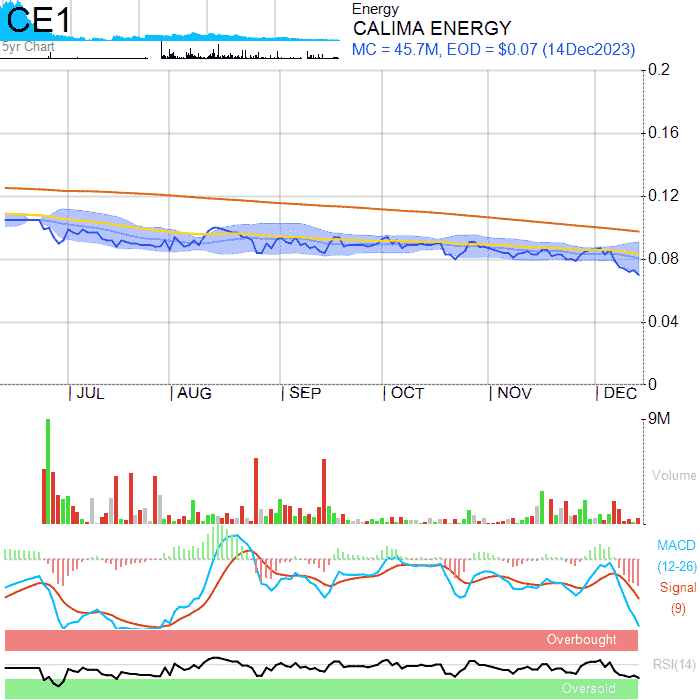 CE1
5yr Chart
Energy
CALIMA ENERGY
MC = 45.7M, EOD = $0.07 (14Dec2023)
0.2
0.16
0.12
0.08
0.04
0
JUL
AUG
SEP
OCT
NOV
DEC
9M
Volume
MACD
(12-26)
Signal
(9)
Overbought
RSI(14)
Oversold